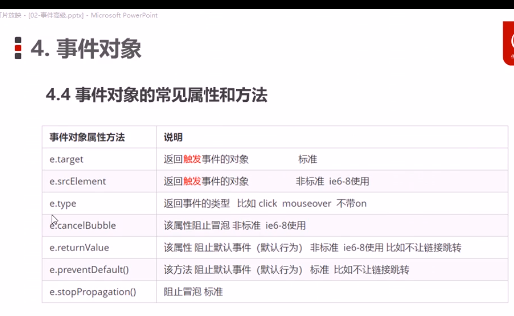 片放映 - [02-事件高级.pptx] - Microsoft PowerPoint
4. 事件对象
4.4 事件对象的常见属性和方法
事件对象属性方法 说明
e.target 返回触发事件的对象 标准
e.srcElement 返回触发事件的对象 非标准 ie6-8使用
e.type 返回事件的类型 比如 click mouseover 不带on
e.cancelBubble 该属性阻止冒泡 非标准 ie6-8使用
e.returnValue 该属性 阻止默认事件（默认行为） 非标准 ie6-8使用 比如不让链接跳转
e.preventDefault() 该方法 阻止默认事件（默认行为） 标准 比如不让链接跳转
e.stopPropagation() 阻止冒泡 标准